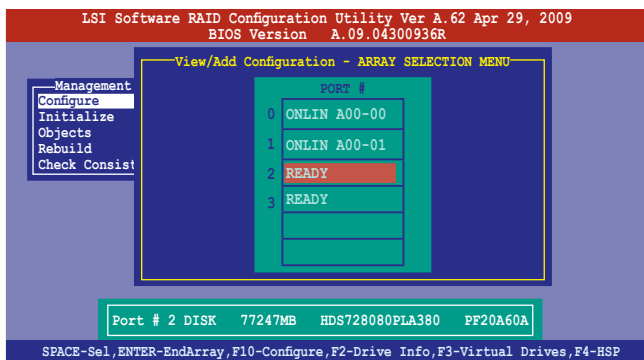 LSI Software RAID Configuration Utility Ver A.62 Apr 29, 2009
BIOS Version A.09.04300936R
View/Add Configuration - ARRAY SELECTION MENU
Management
Configure
Initialize
Objects
Rebuild
Check Consist
PORT #
0 ONLIN A00-00
1 ONLIN A00-01
2 READY
3 READY
Port # 2 DISK 77247MB HDS728080PLA380 PF20A60A
SPACE-Sel,ENTER-EndArray,F10-Configure,F2-Drive Info,F3-Virtual Drives,F4-HSP